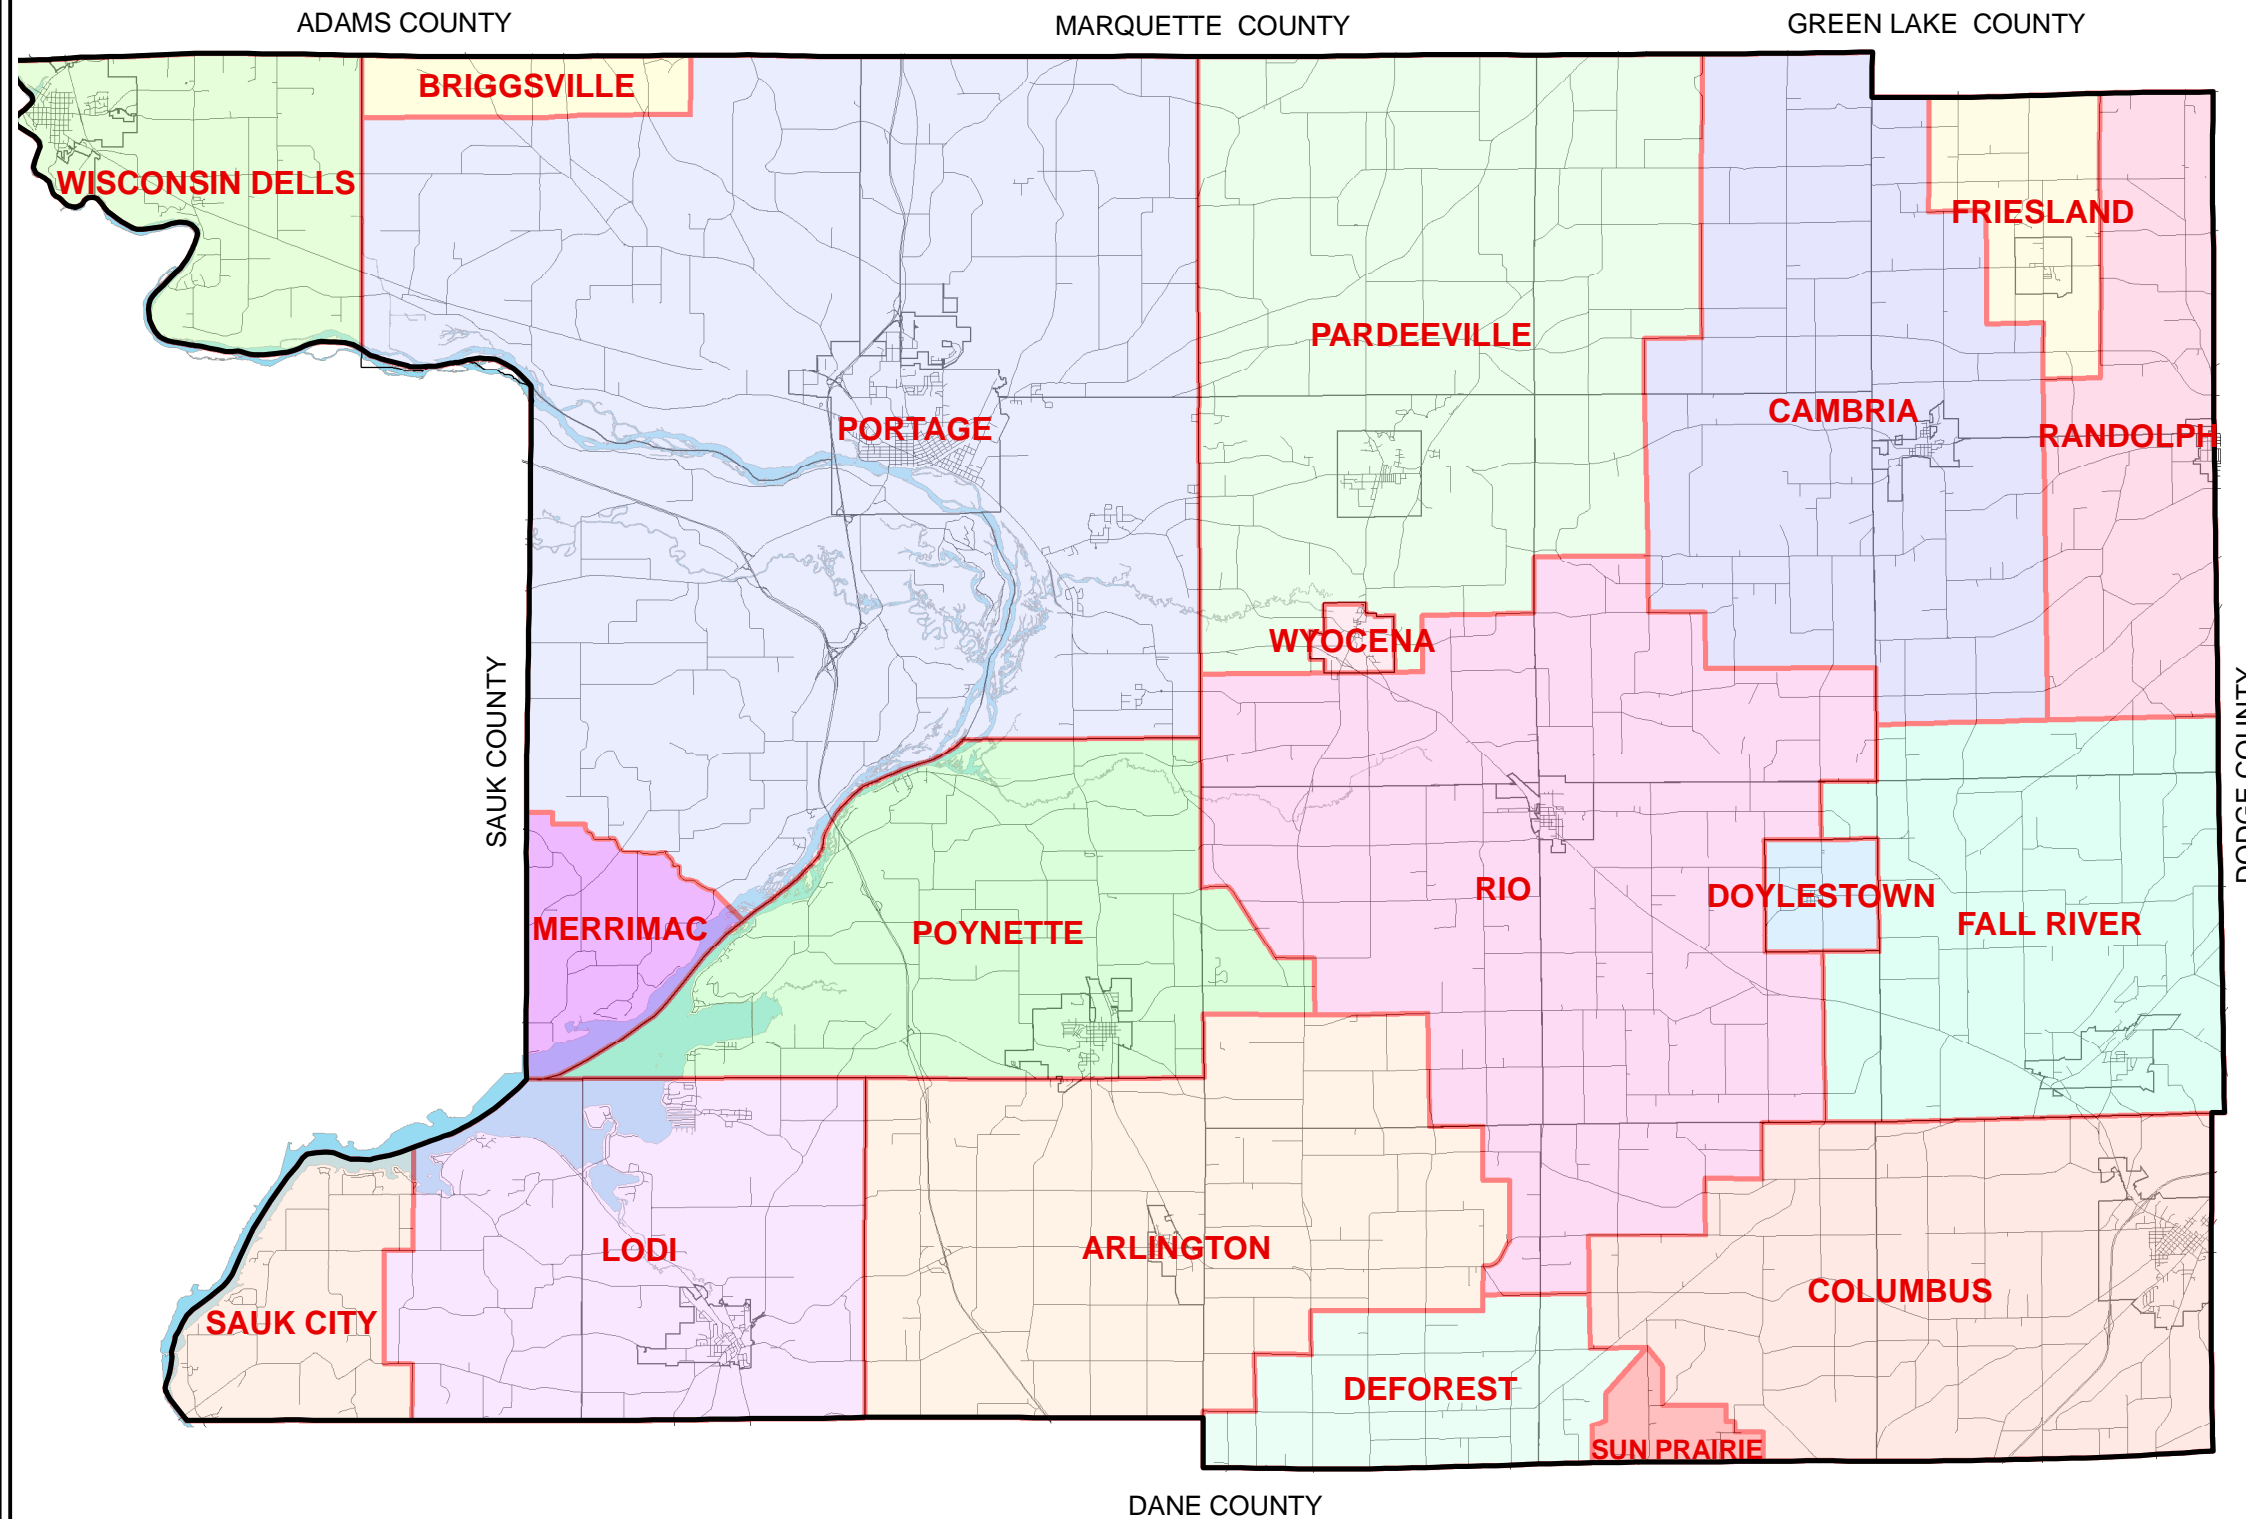 ADAMS COUNTY
MARQUETTE COUNTY
GREEN LAKE COUNTY
BRIGGSVILLE
WISCONSIN DELLS
FRIESLAND
PARDEEVILLE
CAMBRIA
PORTAGE
RANDOLPH
WYOCENA
SAUK COUNTY
DODGE COUNTY
RIO
DOYLESTOWN
MERRIMAC
POYNETTE
FALL RIVER
LODI
ARLINGTON
COLUMBUS
SAUK CITY
DEFOREST
SUN PRAIRIE
DANE COUNTY